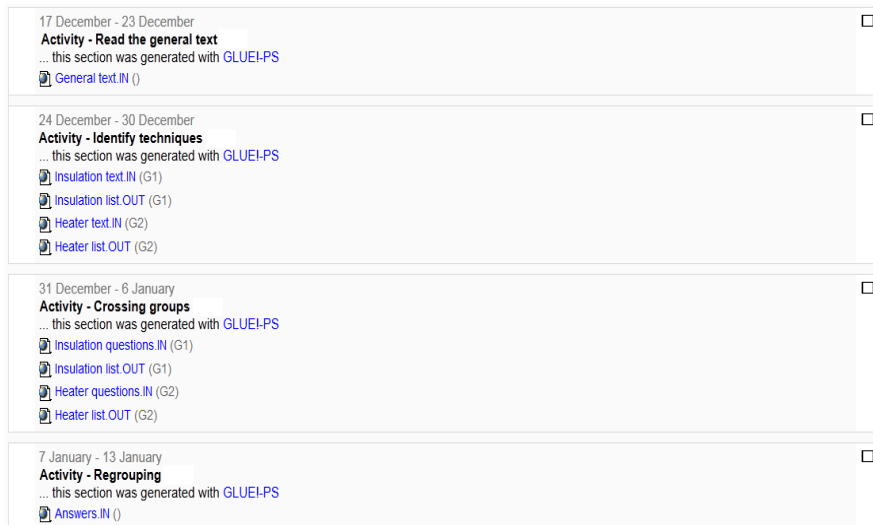 17 December - 23 December
Activity - Read the general text
... this section was generated with GLUE!-PS
General text.IN ()
24 December - 30 December
Activity - Identify techniques
... this section was generated with GLUE!-PS
Insulation text.IN (G1)
Insulation list.OUT (G1)
Heater text.IN (G2)
Heater list.OUT (G2)
31 December - 6 January
Activity - Crossing groups
... this section was generated with GLUE!-PS
Insulation questions.IN (G1)
Insulation list.OUT (G1)
Heater questions.IN (G2)
Heater list.OUT (G2)
7 January - 13 January
Activity - Regrouping
... this section was generated with GLUE!-PS
Answers.IN ()